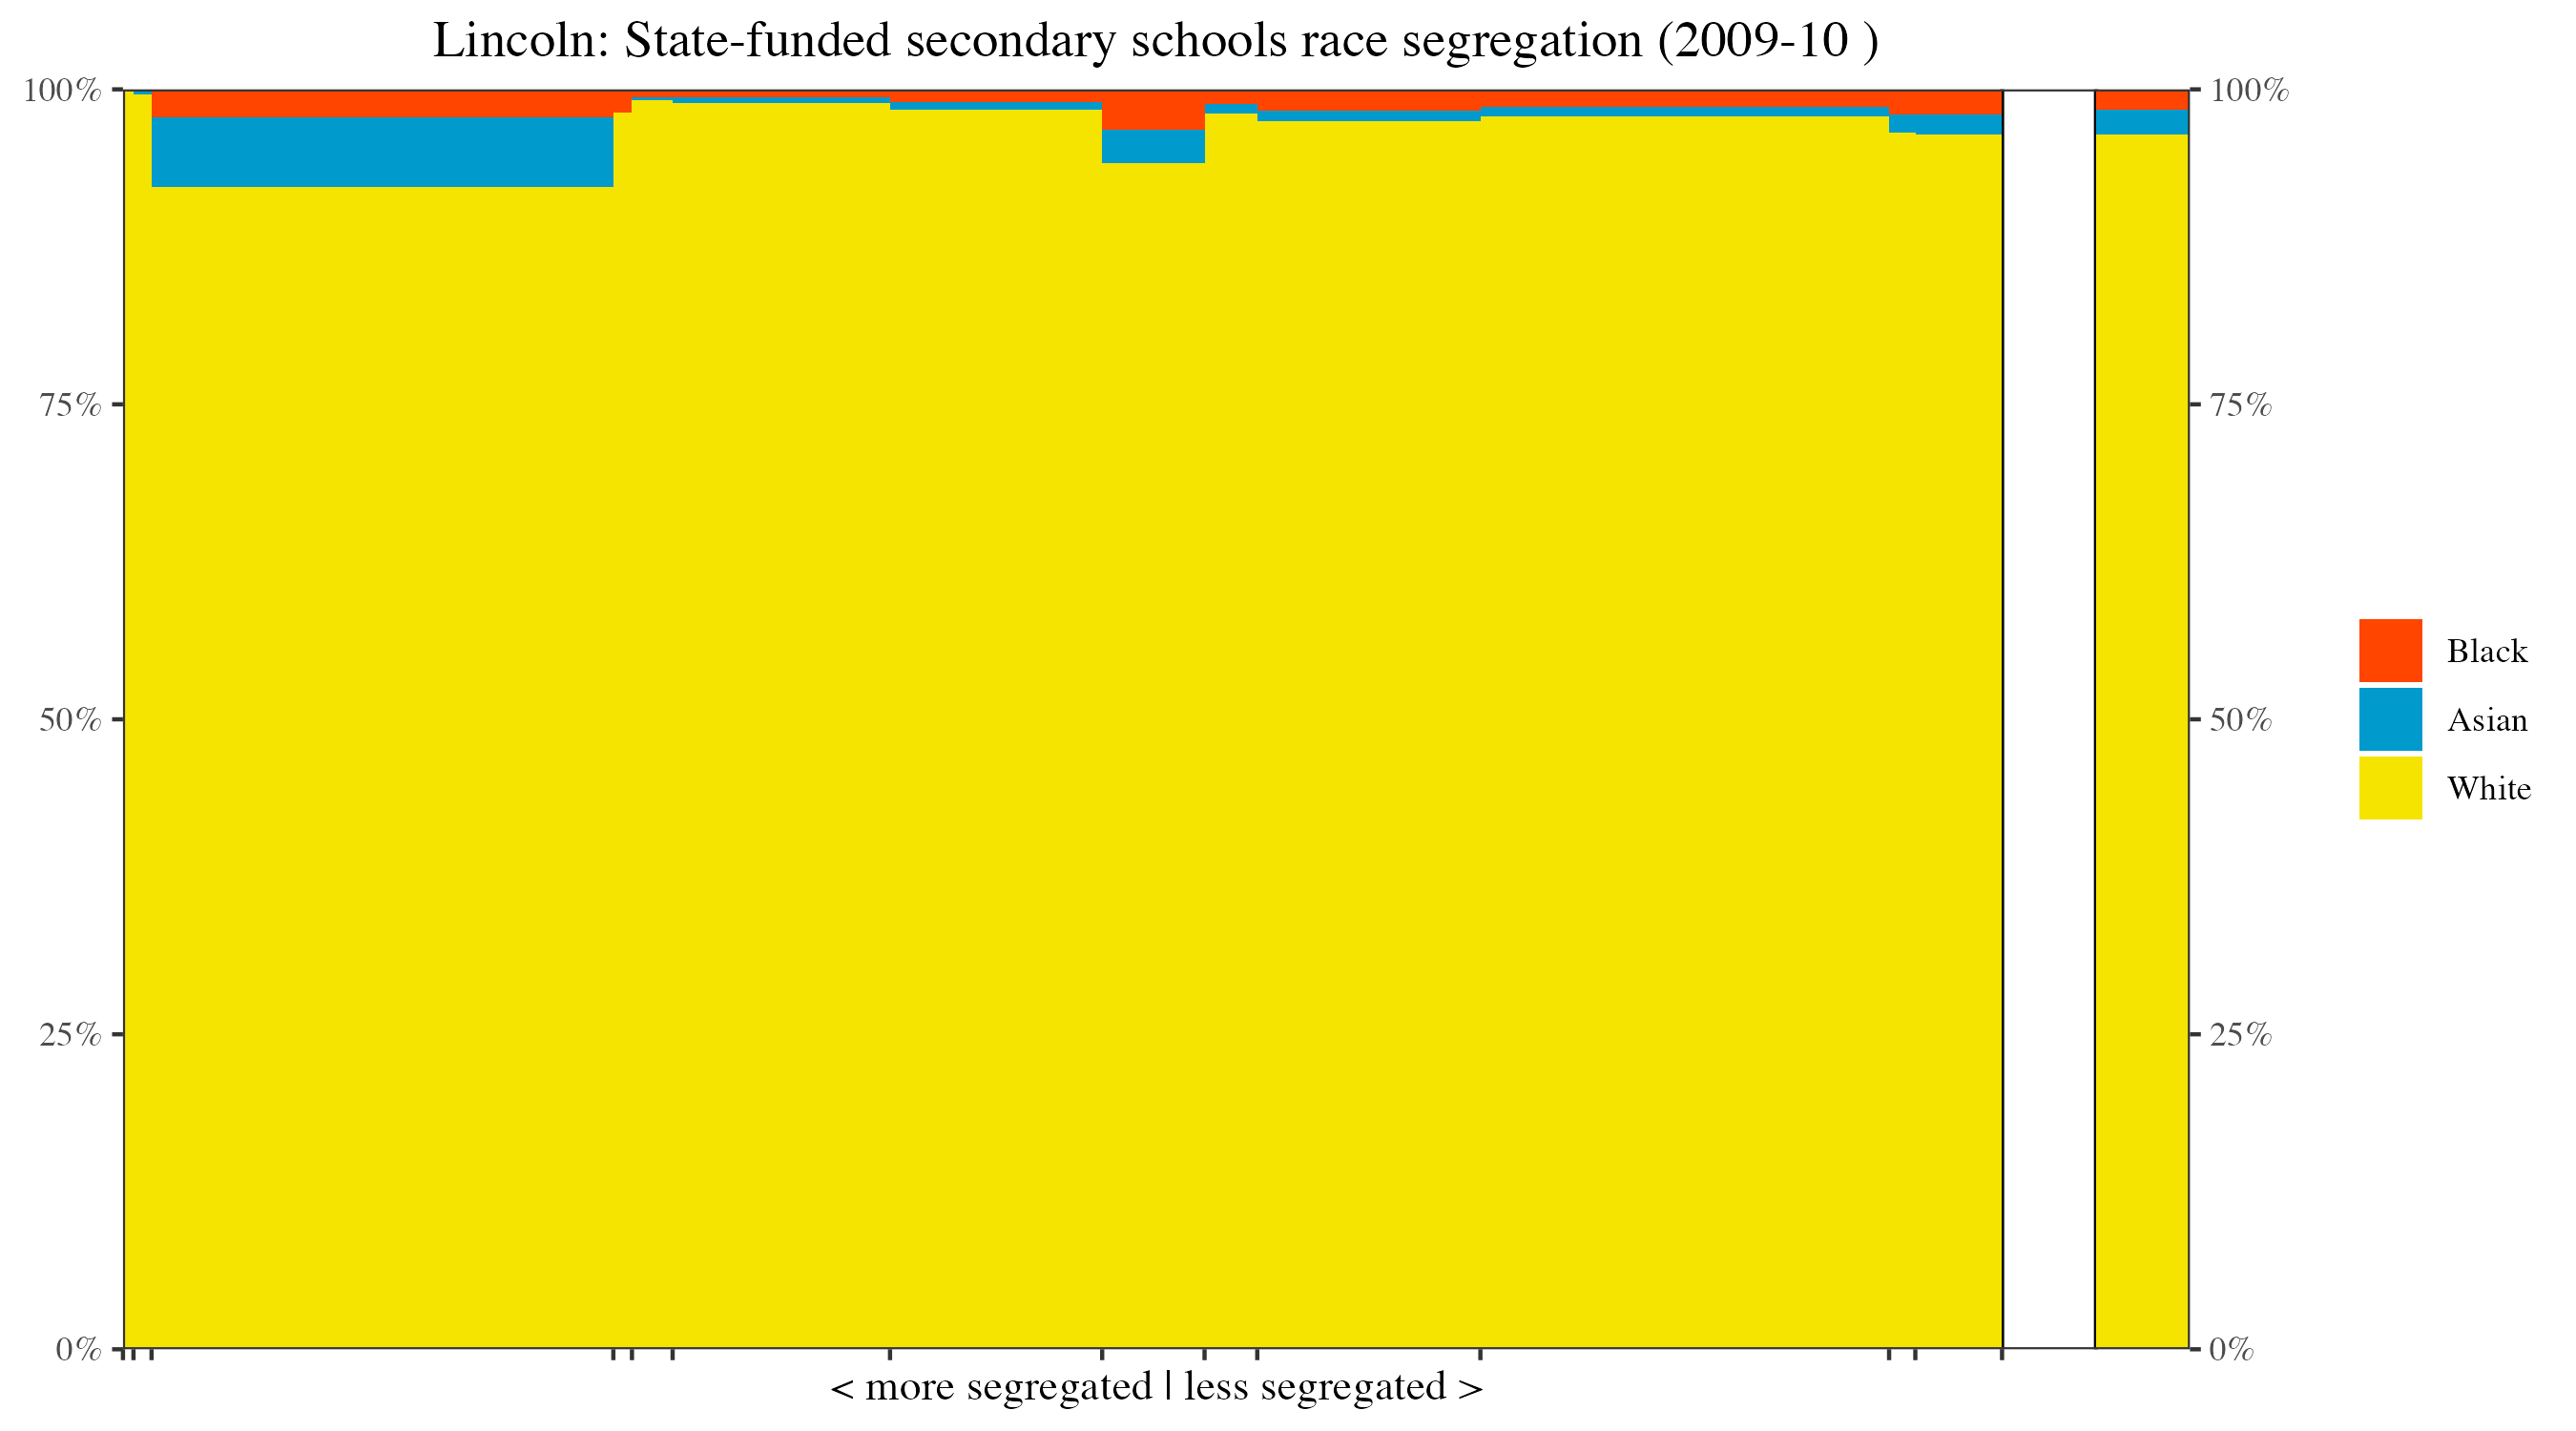 Lincoln: State-funded secondary schools race segregation (2009-10 )
100%
75%
50%
25%
0%
100%
75%
50%
25%
0%
Black
Asian
White
< more segregated | less segregated >